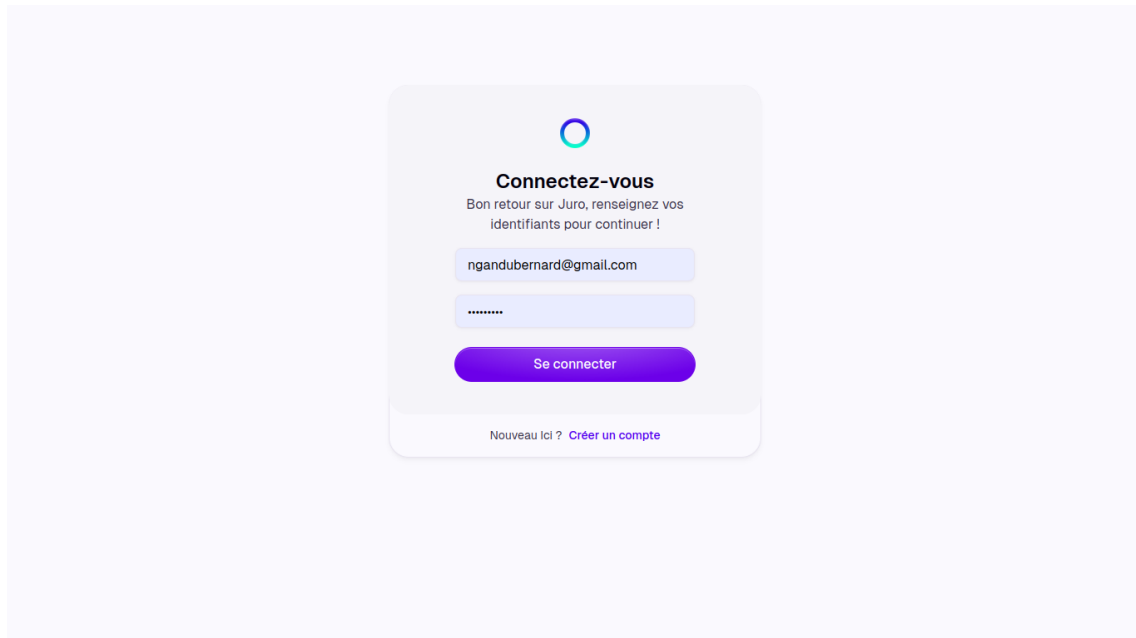 Connectez-vous
Bon retour sur Juro, renseignez vos
identifiants pour continuer !
ngandubernard@gmail.com
•••••••••
Se connecter
Nouveau Ici ? Créer un compte